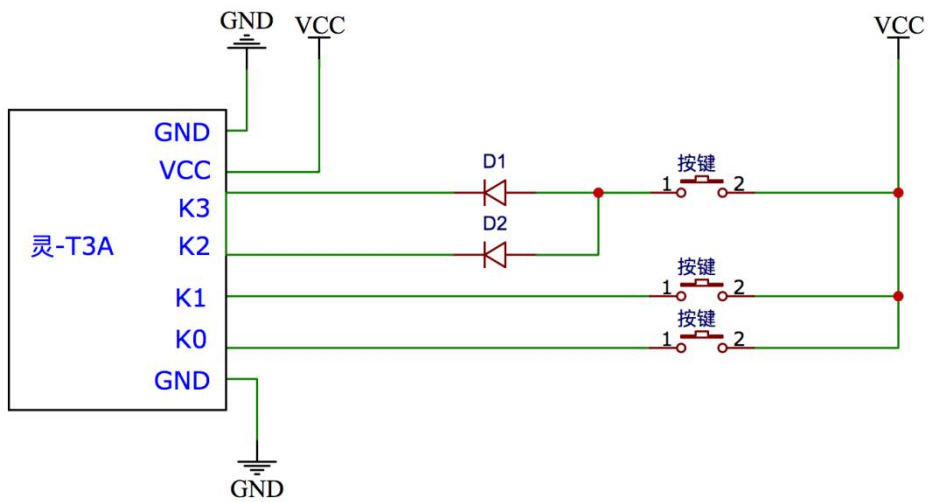 GND
VCC
VCC
GND
VCC
K3
灵-T3A
K2
K1
K0
GND
GND
D1
D2
按键
1 2
按键
1 2
按键
1 2